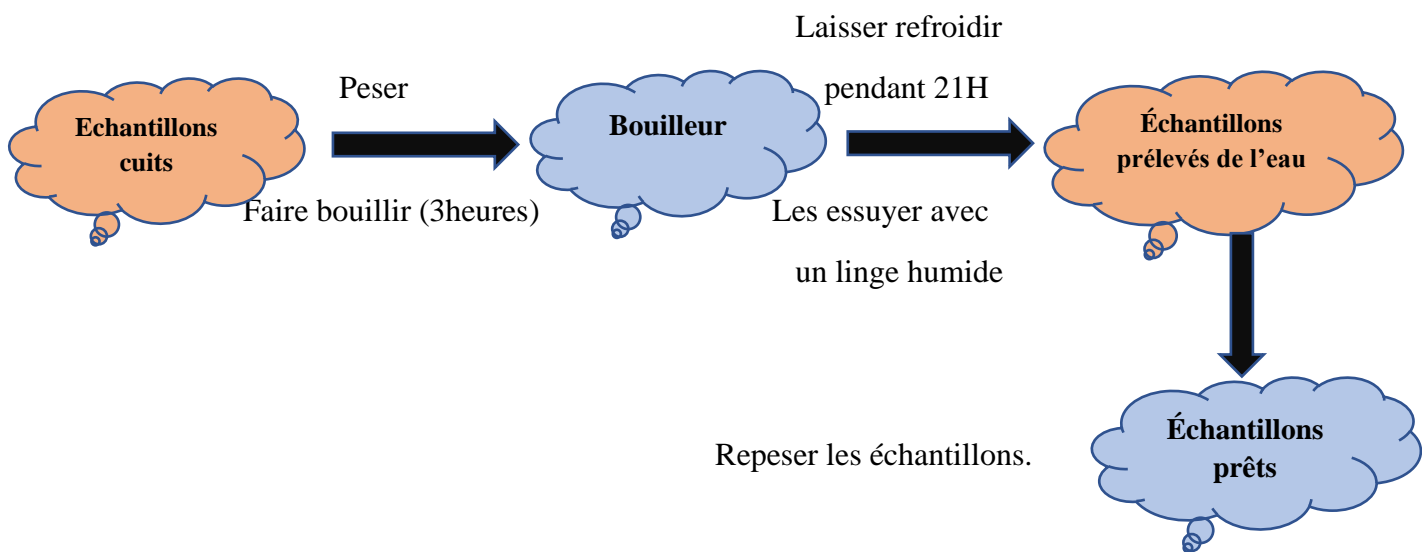 Echantillons
cuits
Peser
Faire bouillir (3heures)
Bouilleur
Laisser refroidir
pendant 21H
Les essuyer avec
un linge humide
Échantillons
prélevés de l’eau
Repeser les échantillons.
Échantillons
prêts